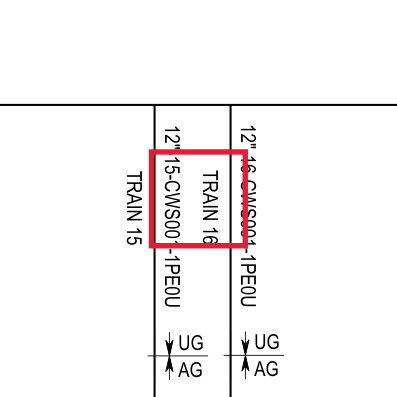 TRAIN 15
12" 15-CWS001-1PE0U
TRAIN 16
12" 16-CWS001-1PE0U
UG
AG
UG
AG